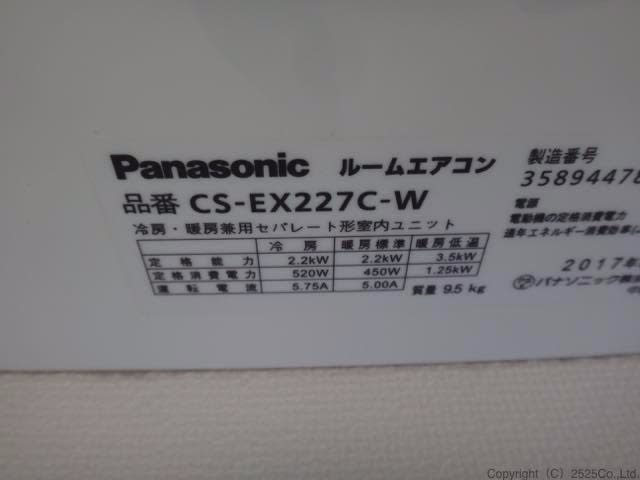 Panasonic ルームエアコン
品番 CS-EX227C-W
冷房・暖房兼用セパレート形室内ユニット
冷房 暖房標準 暖房低温
定格能力 2.2kW 2.2kW 3.5kW
定格消費電力 520W 450W 1.25kW
運転電流 5.75A 5.00A
質量 9.5 kg
製造番号
3589447
電源
電動機の定格消費電力
通年エネルギー消費効率
2017年
パナソニック株
Copyright (C) 2525Co.,Ltd